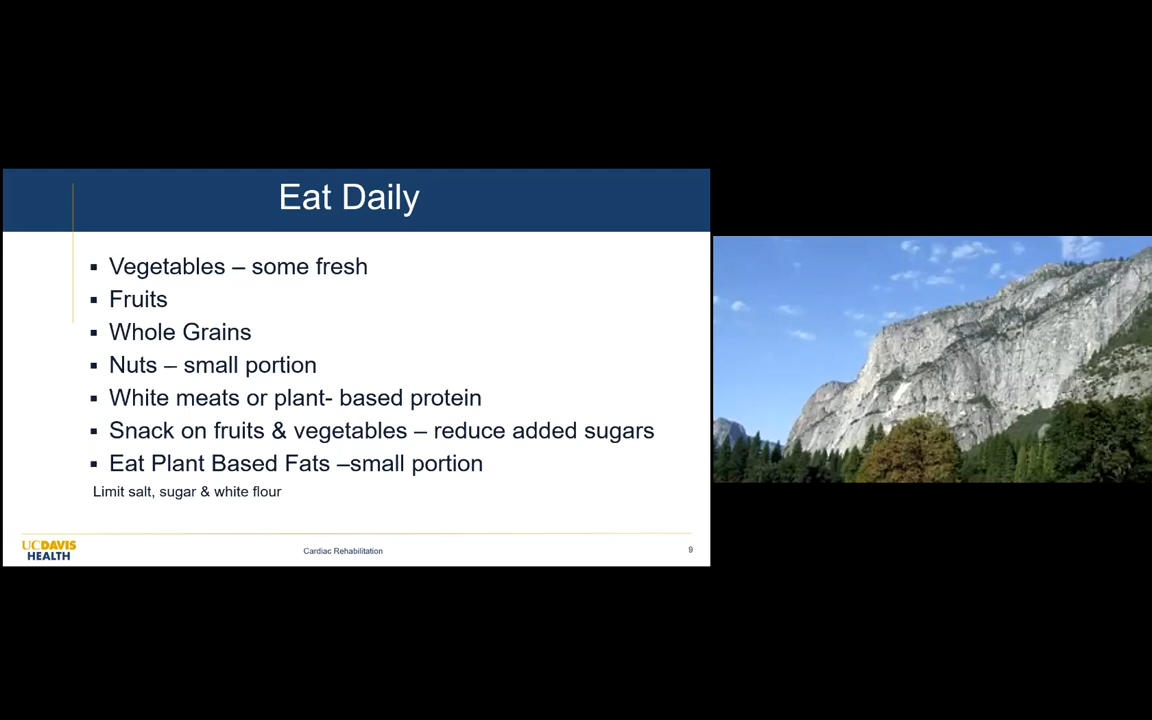 Eat Daily
▪ Vegetables – some fresh
▪ Fruits
▪ Whole Grains
▪ Nuts – small portion
▪ White meats or plant- based protein
▪ Snack on fruits & vegetables – reduce added sugars
▪ Eat Plant Based Fats –small portion
Limit salt, sugar & white flour
UCDAVIS
HEALTH
Cardiac Rehabilitation
9